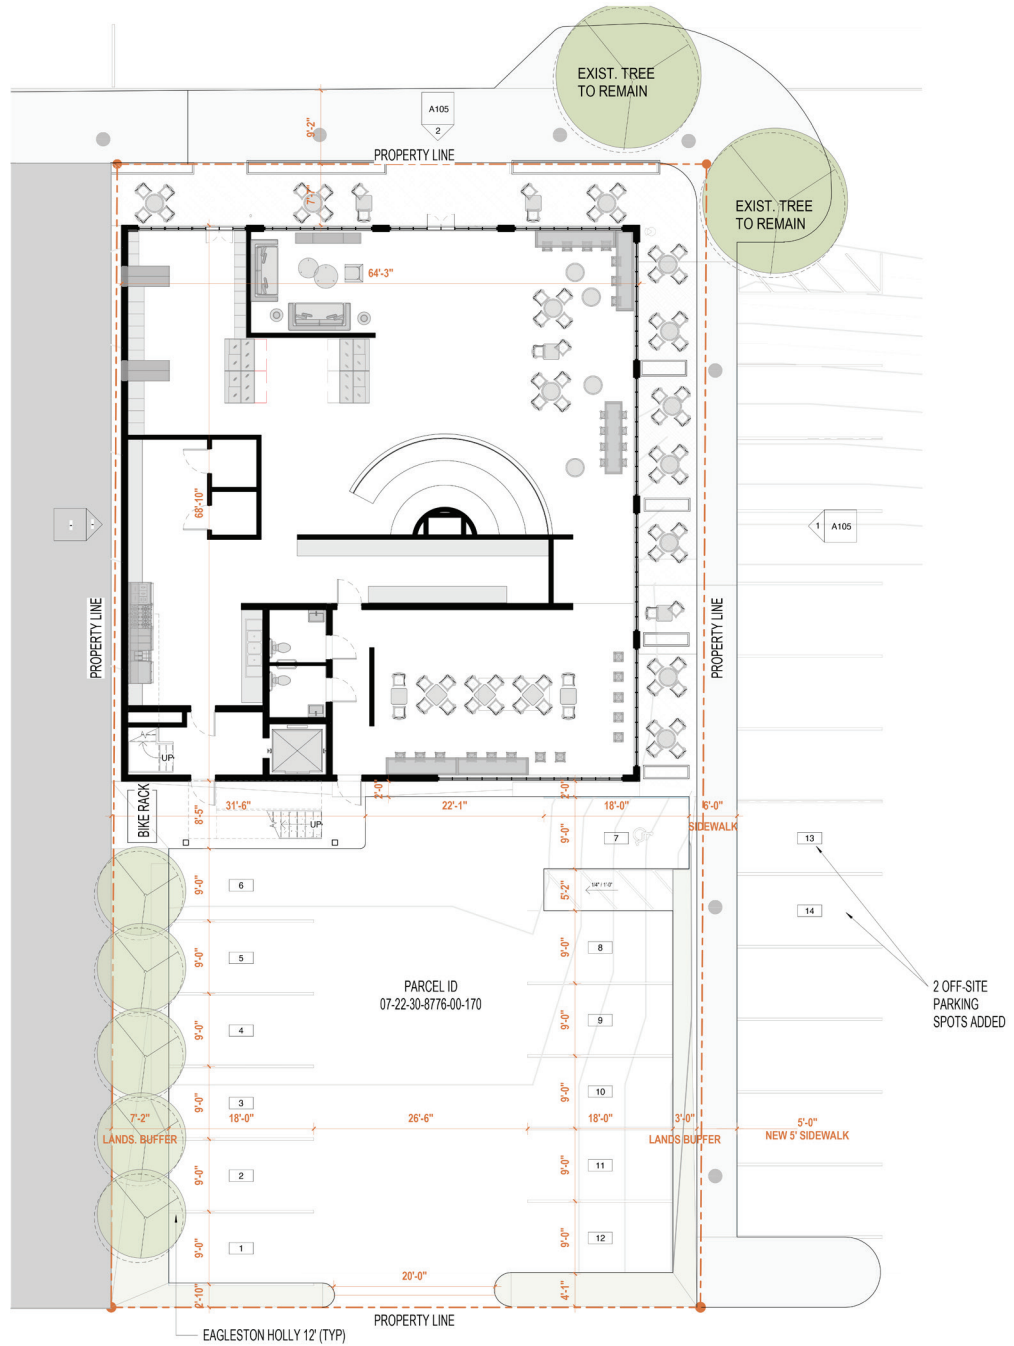 EXIST. TREE
TO REMAIN
A105
2
9'-2"
PROPERTY LINE
7'-7"
EXIST. TREE
TO REMAIN
64'-3"
68'-10"
1
A105
PROPERTY LINE
PROPERTY LINE
UP
BIKE RACK
8'-5"
31'-6"
2'-0"
22'-1"
2'-0"
18'-0"
6'-0"
SIDEWALK
UP
9'-0"
7
13
6
9'-0"
5'-2"
1/4" / 1'-0"
14
5
9'-0"
8
9'-0"
PARCEL ID
07-22-30-8776-00-170
2 OFF-SITE
PARKING
SPOTS ADDED
4
9'-0"
9
9'-0"
3
9'-0"
10
9'-0"
7'-2"
18'-0"
26'-6"
18'-0"
3'-0"
5'-0"
LANDS. BUFFER
LANDS BUFFER
NEW 5' SIDEWALK
2
9'-0"
11
9'-0"
1
9'-0"
12
9'-0"
20'-0"
2'-10"
4'-1"
PROPERTY LINE
EAGLESTON HOLLY 12' (TYP)